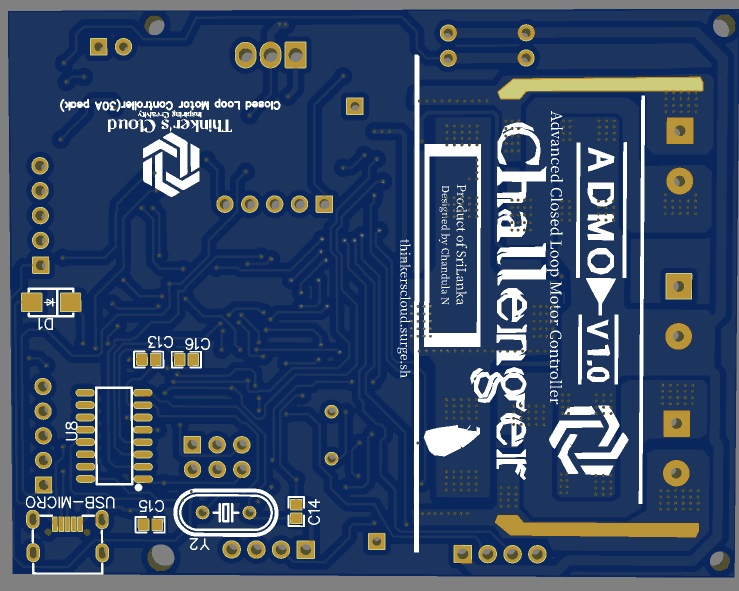 Closed Loop Motor Controller(30A peak)
Inspiring Creativity
Thinker's Cloud
D1
C13
C16
U8
USB-MICRO
C15
C14
Y2
thinkerscloud.surge.sh
Product of SriLanka
Designed by Chandula N
Challenger
Advanced Closed Loop Motor Controller
ADMO
V1.0